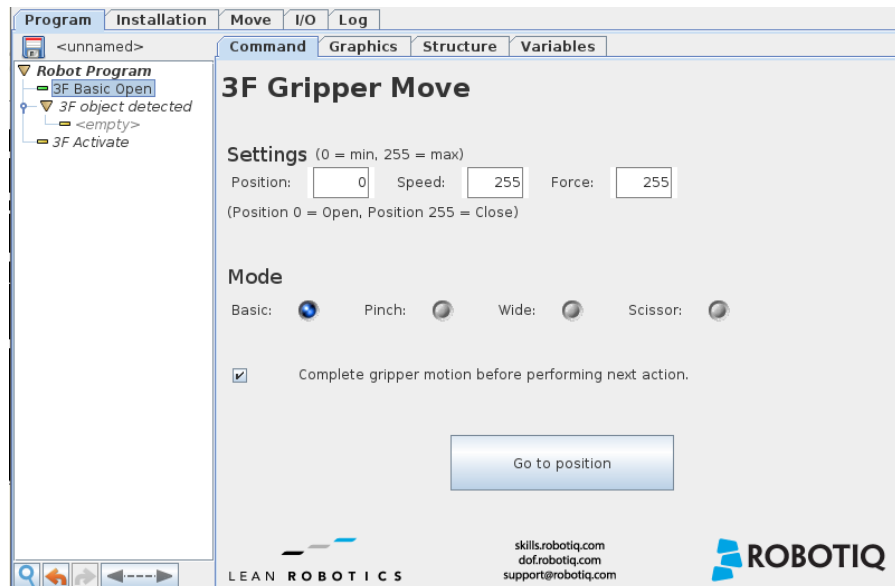 Program Installation Move I/O Log
<unnamed>
Command Graphics Structure Variables
Robot Program
3F Basic Open
3F object detected
<empty>
3F Activate
3F Gripper Move
Settings (0 = min, 255 = max)
Position: 0 Speed: 255 Force: 255
(Position 0 = Open, Position 255 = Close)
Mode
Basic: Pinch: Wide: Scissor:
Complete gripper motion before performing next action.
Go to position
LEAN ROBOTICS
skills.robotiq.com
dof.robotiq.com
support@robotiq.com
ROBOTIQ